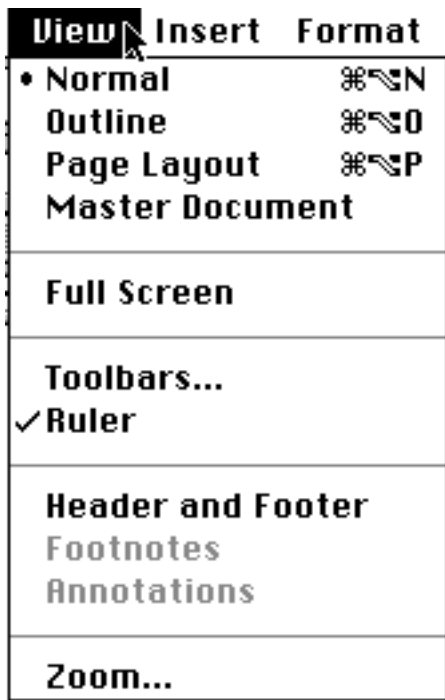 View Insert Format
• Normal ⌘⌥N
Outline ⌘⌥O
Page Layout ⌘⌥P
Master Document
Full Screen
Toolbars...
✓Ruler
Header and Footer
Footnotes
Annotations
Zoom...